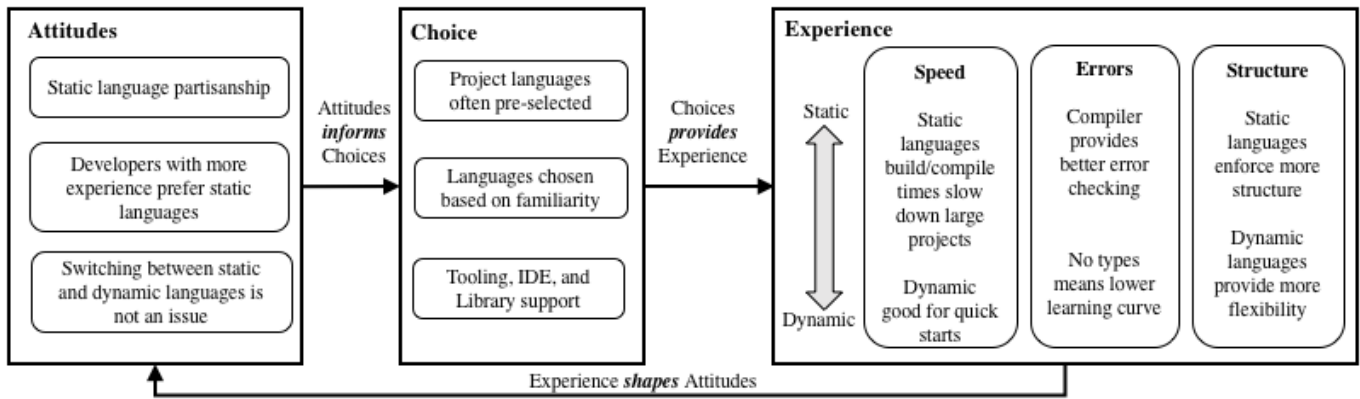 Attitudes
Static language partisanship
Developers with more
experience prefer static
languages
Switching between static
and dynamic languages is
not an issue
Attitudes
informs
Choices
Choice
Project languages
often pre-selected
Languages chosen
based on familiarity
Tooling, IDE, and
Library support
Choices
provides
Experience
Experience
Static
Dynamic
Speed
Static
languages
build/compile
times slow
down large
projects
Dynamic
good for quick
starts
Errors
Compiler
provides
better error
checking
No types
means lower
learning curve
Structure
Static
languages
enforce more
structure
Dynamic
languages
provide more
flexibility
Experience shapes Attitudes